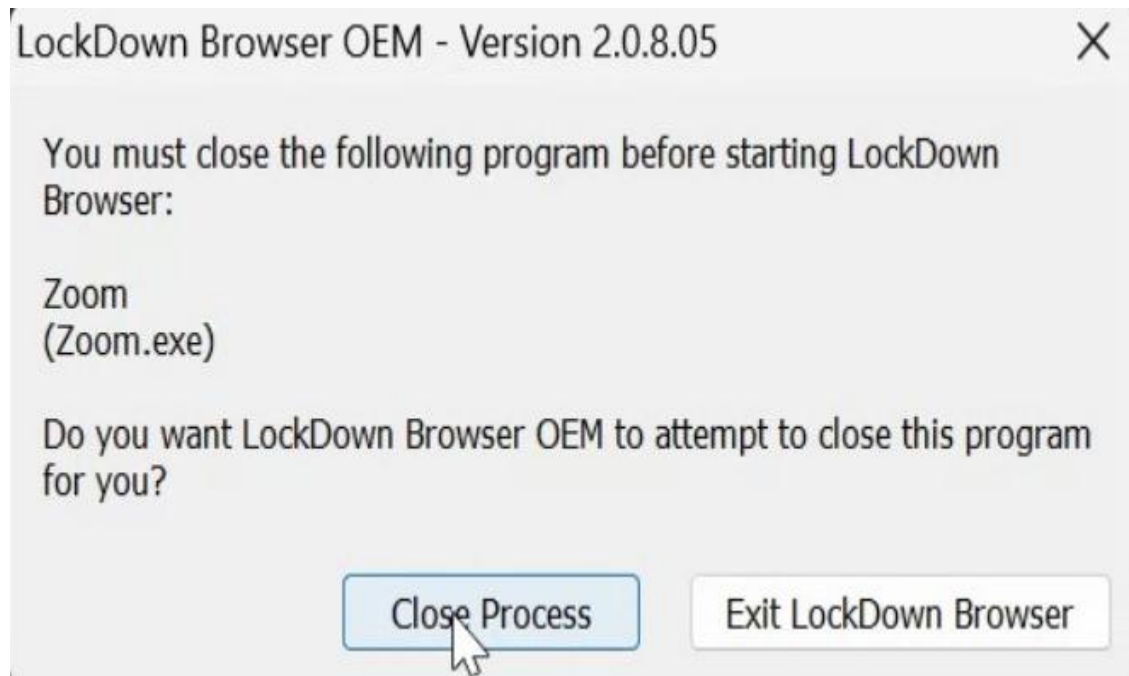 LockDown Browser OEM - Version 2.0.8.05
You must close the following program before starting LockDown
Browser:
Zoom
(Zoom.exe)
Do you want LockDown Browser OEM to attempt to close this program
for you?
Close Process
Exit LockDown Browser